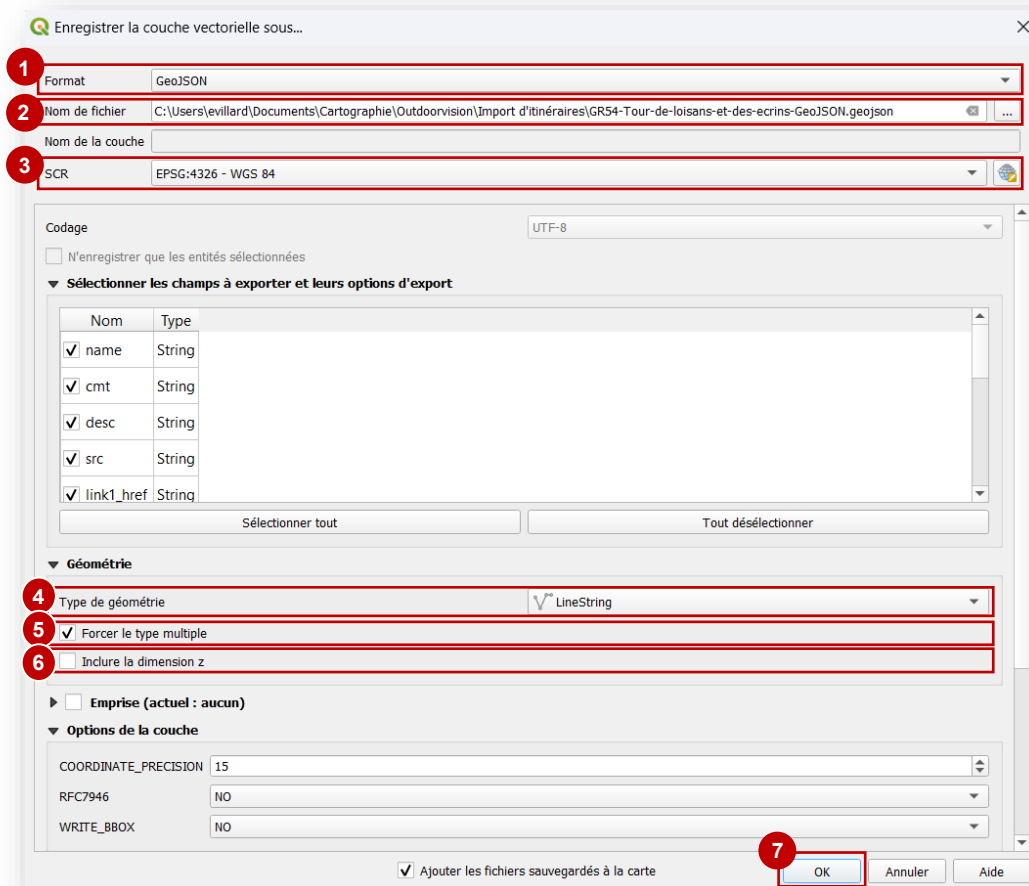 Enregistrer la couche vectorielle sous...
1
Format GeoJSON
2
Nom de fichier C:\Users\evillard\Documents\Cartographie\Outdoorvision\Import d'itinéraires\GR54-Tour-de-loisans-et-des-ecrins-GeoJSON.geojson ...
Nom de la couche
3
SCR EPSG:4326 - WGS 84
Codage UTF-8
N'enregistrer que les entités sélectionnées
Sélectionner les champs à exporter et leurs options d'export
Nom Type
name String
cmt String
desc String
src String
link1_href String
Sélectionner tout Tout désélectionner
Géométrie
4
Type de géométrie LineString
5
Forcer le type multiple
6
Inclure la dimension z
Emprise (actuel : aucun)
Options de la couche
COORDINATE_PRECISION 15
RFC7946 NO
WRITE_BBOX NO
7
Ajouter les fichiers sauvegardés à la carte OK Annuler Aide